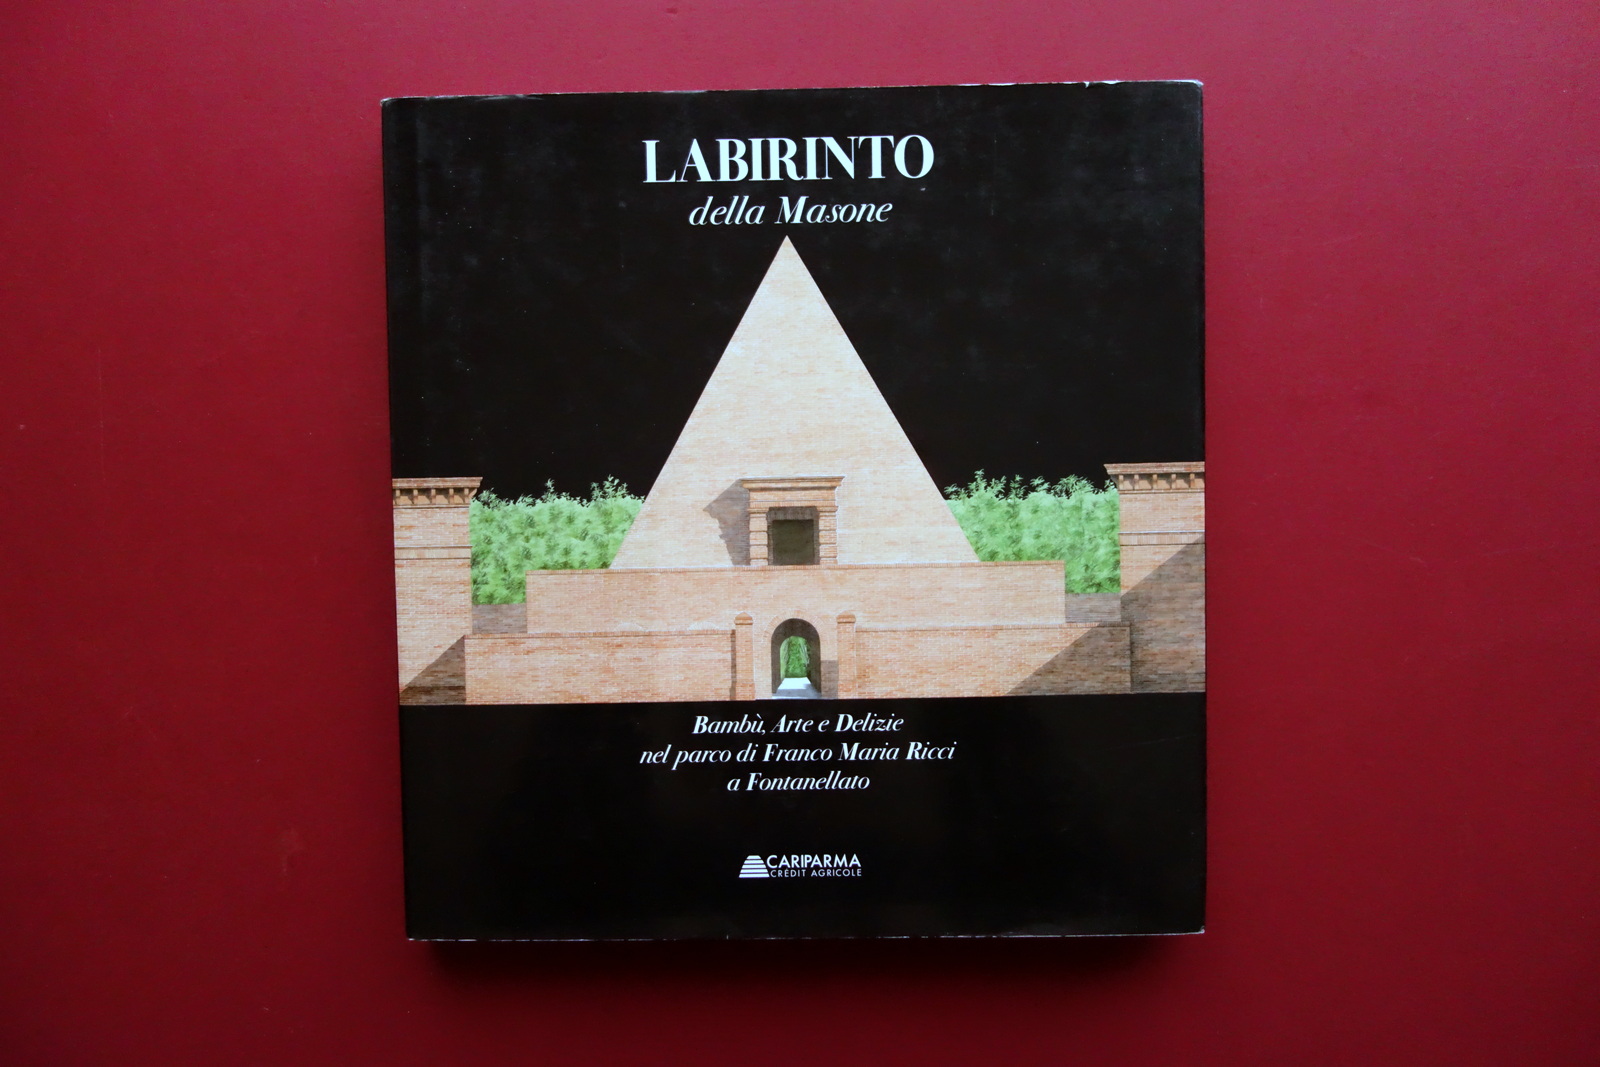 LABIRINTO
della Masone
Bambù, Arte e Delizie
nel parco di Franco Maria Ricci
a Fontanellato
CARIPARMA
CRÉDIT AGRICOLE